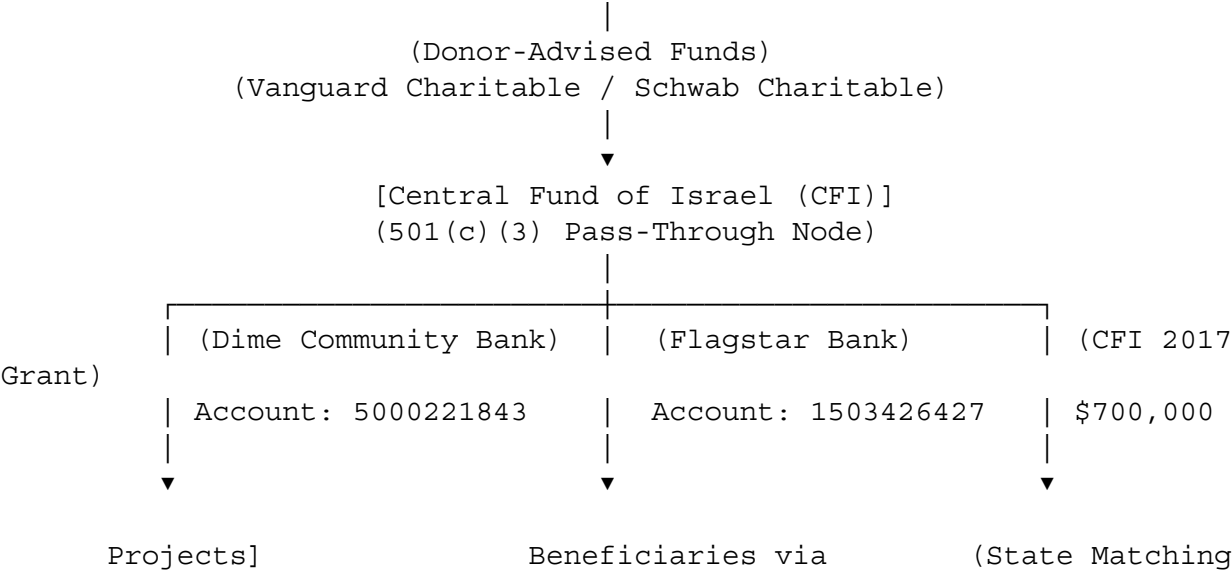 (Donor-Advised Funds)
(Vanguard Charitable / Schwab Charitable)
[Central Fund of Israel (CFI)]
(501(c)(3) Pass-Through Node)
(Dime Community Bank) (Flagstar Bank) (CFI 2017
Grant)
Account: 5000221843 Account: 1503426427 $700,000
Projects] Beneficiaries via (State Matching